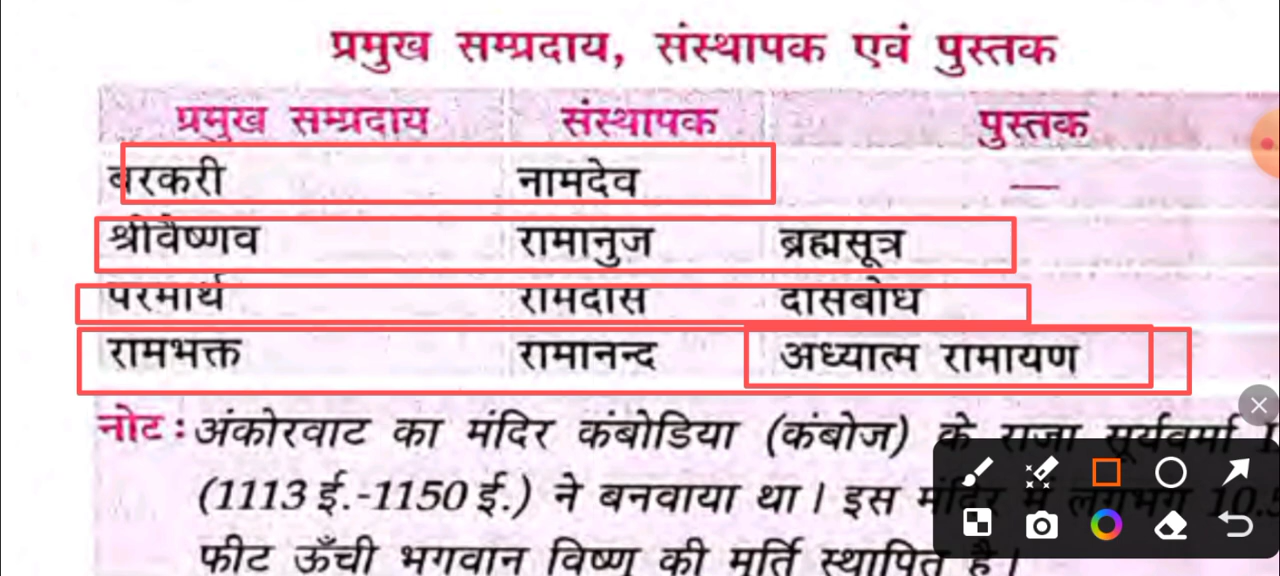 प्रमुख सम्प्रदाय, संस्थापक एवं पुस्तक
प्रमुख सम्प्रदाय संस्थापक पुस्तक
बरकरी नामदेव —
श्रीवैष्णव रामानुज ब्रह्मसूत्र
परमार्थ रामदास दासबोध
रामभक्त रामानन्द अध्यात्म रामायण
नोट : अंकोरवाट का मंदिर कंबोडिया (कंबोज) के राजा सूर्यवर्मा
(1113 ई.-1150 ई.) ने बनवाया था। इस मंदिर में लगभग
फीट ऊँची भगवान विष्णु की मूर्ति स्थापित है।